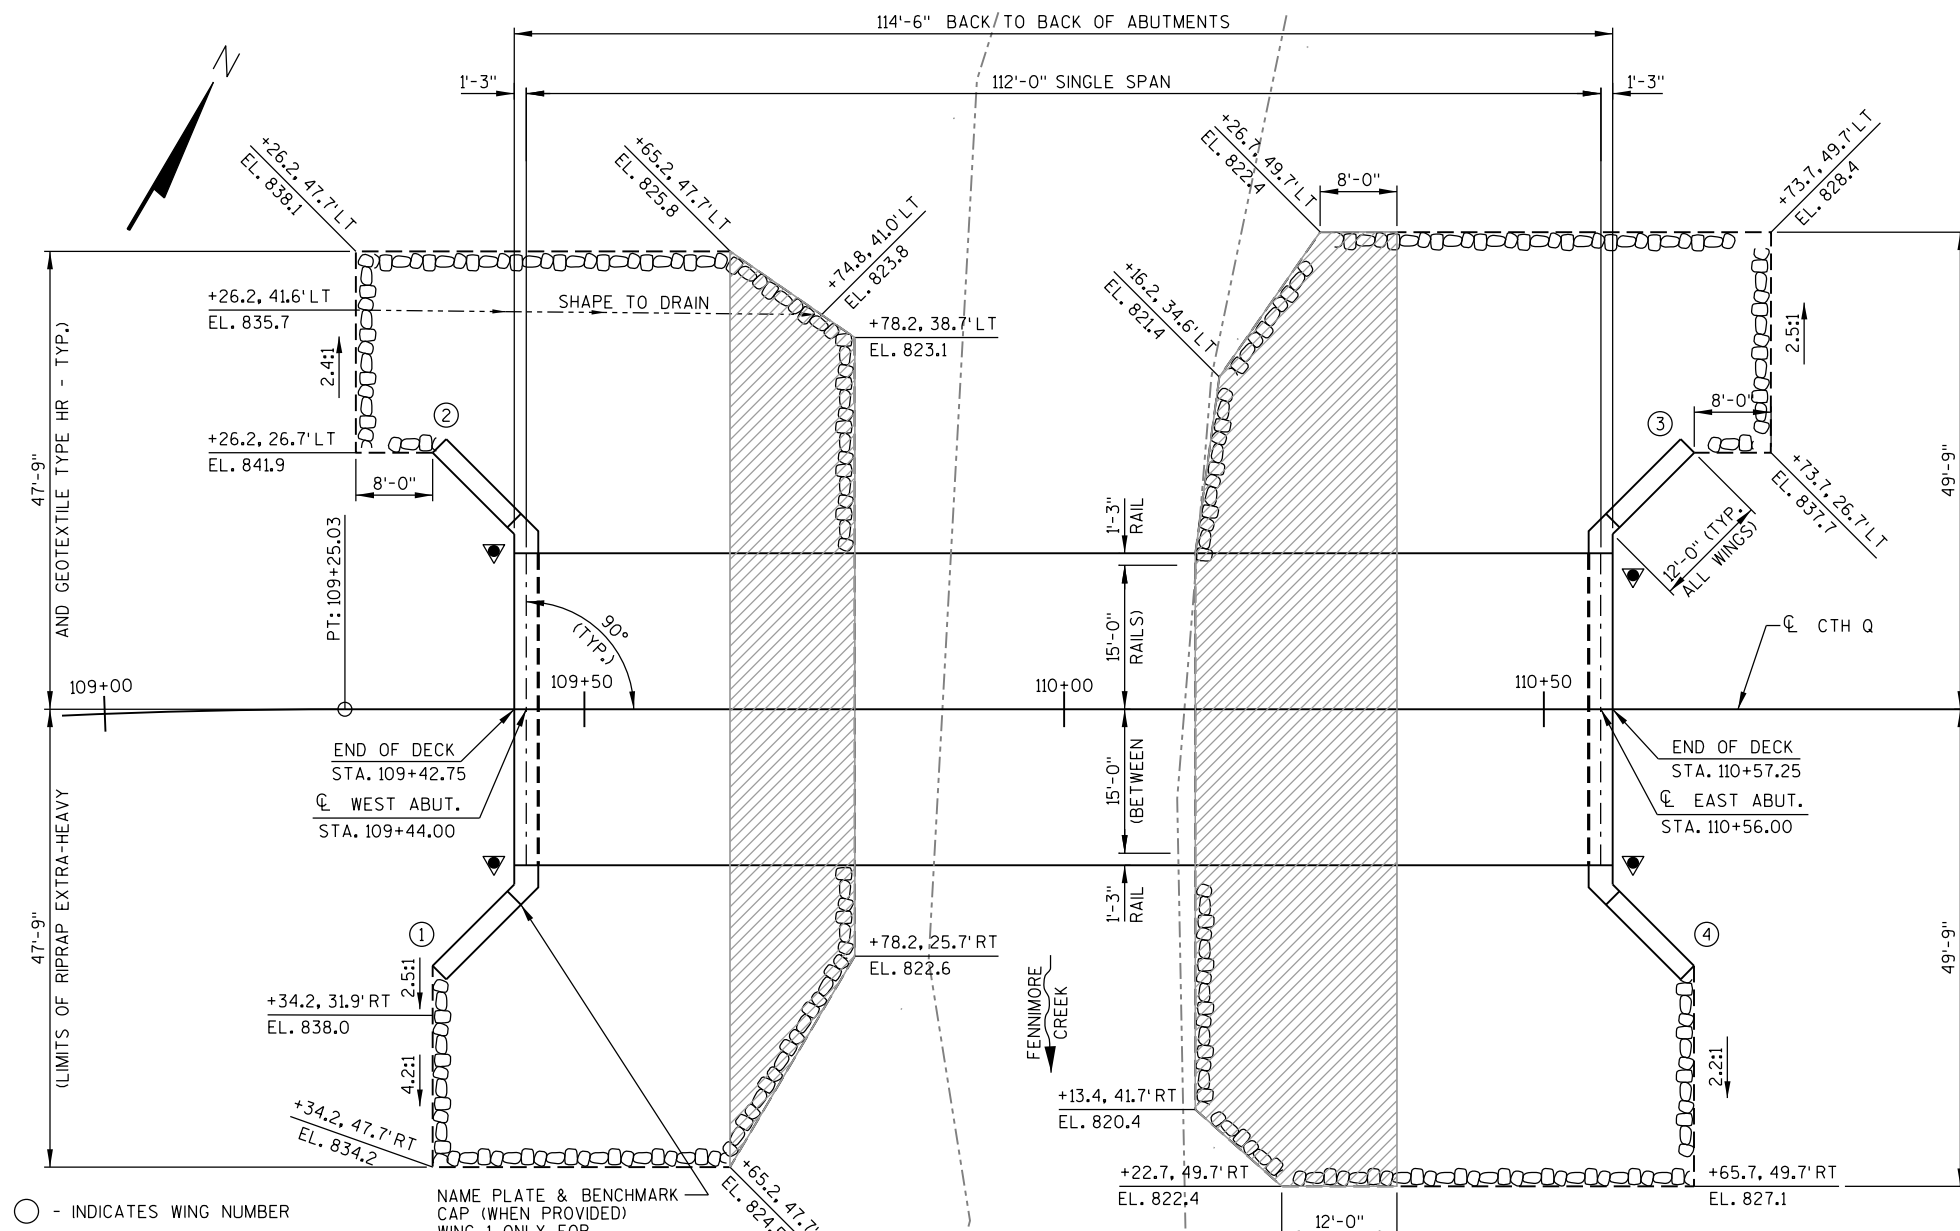 114'-6" BACK TO BACK OF ABUTMENTS
N
1'-3"
112'-0" SINGLE SPAN
1'-3"
+26.2, 47.7' LT
EL. 838.1
+65.2, 47.7' LT
EL. 825.8
+74.8, 41.0' LT
EL. 823.8
+26.7, 49.7' LT
EL. 822.4
8'-0"
+73.7, 49.7' LT
EL. 828.4
+26.2, 41.6' LT
EL. 835.7
SHAPE TO DRAIN
+78.2, 38.7' LT
EL. 823.1
+16.2, 34.6' LT
EL. 821.4
2.4:1
2.5:1
2
3
8'-0"
+26.2, 26.7' LT
EL. 841.9
8'-0"
+73.7, 26.7' LT
EL. 837.7
47'-9"
AND GEOTEXTILE TYPE HR - TYP.)
49'-9"
PT: 109+25.03
1'-3"
RAIL
12'-0" (TYP.
ALL WINGS)
90°
(TYP.)
15'-0"
RAILS)
℄ CTH Q
109+00
109+50
110+00
110+50
END OF DECK
STA. 109+42.75
END OF DECK
STA. 110+57.25
℄ WEST ABUT.
STA. 109+44.00
15'-0"
(BETWEEN
℄ EAST ABUT.
STA. 110+56.00
1'-3"
RAIL
47'-9"
(LIMITS OF RIPRAP EXTRA-HEAVY
49'-9"
1
4
2.5:1
+78.2, 25.7' RT
EL. 822.6
+34.2, 31.9' RT
EL. 838.0
FENNIMORE
CREEK
4.2:1
2.2:1
+13.4, 41.7' RT
EL. 820.4
+34.2, 47.7' RT
EL. 834.2
+22.7, 49.7' RT
EL. 822.4
+65.7, 49.7' RT
EL. 827.1
+65.2, 47.7'
EL. 824.
- INDICATES WING NUMBER
NAME PLATE & BENCHMARK
CAP (WHEN PROVIDED)
WING 1 ONLY FOR
12'-0"